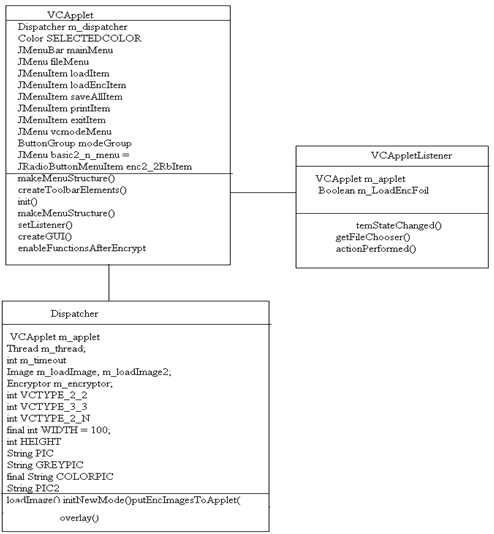 VCApplet
Dispatcher m_dispatcher
Color SELECTEDCOLOR
JMenuBar mainMenu
JMenu fileMenu
JMenuItem loadItem
JMenuItem loadEncItem
JMenuItem saveAllItem
JMenuItem printItem
JMenuItem exitItem
JMenu vcmodeMenu
ButtonGroup modeGroup
JMenu basic2_n_menu =
JRadioButtonMenuItem enc2_2RbItem
makeMenuStructure()
createToolbarElements()
init()
makeMenuStructure()
setListener()
createGUI()
enableFunctionsAfterEncrypt
VCAppletListener
VCApplet m_applet
Boolean m_LoadEncFoil
temStateChanged()
getFileChooser()
actionPerformed()
Dispatcher
VCApplet m_applet
Thread m_thread;
int m_timeout
Image m_loadImage, m_loadImage2;
Encryptor m_encryptor;
int VCTYPE_2_2
int VCTYPE_3_3
int VCTYPE_2_N
final int WIDTH = 100;
int HEIGHT
String PIC
String GREYPIC
final String COLORPIC
String PIC2
loadImage() initNewMode()putEncImagesToApplet(
overlay()